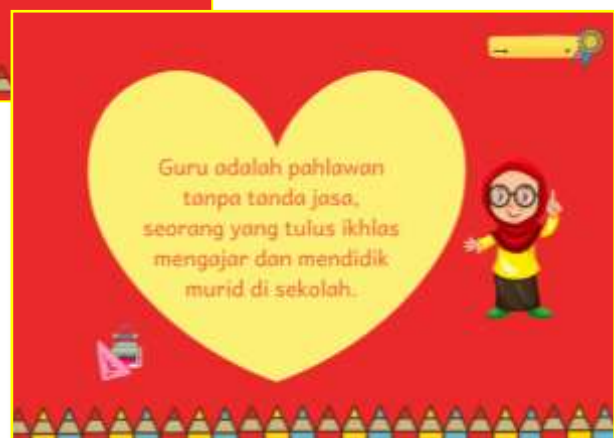 Guru adalah pahlawan
tanpa tanda jasa,
seorang yang tulus ikhlas
mengajar dan mendidik
murid di sekolah.